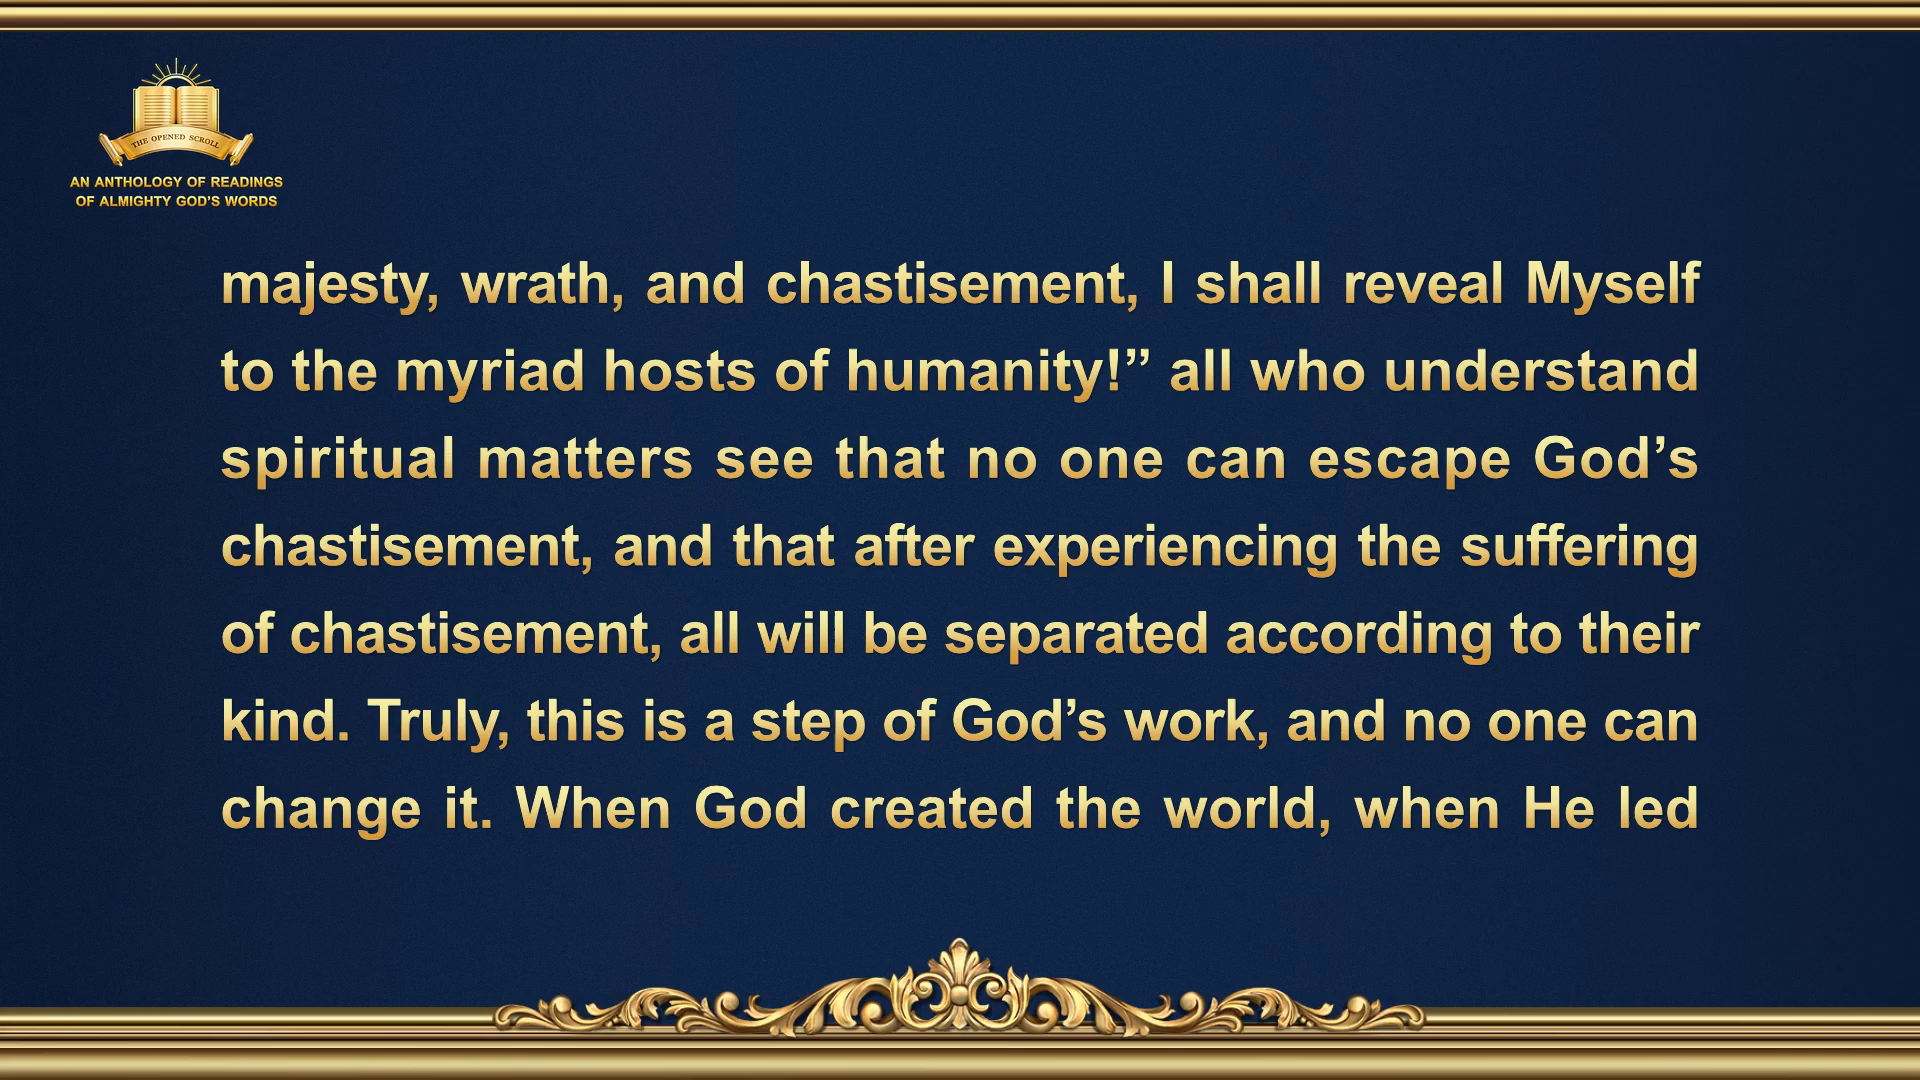 THE OPENED SCROLL
AN ANTHOLOGY OF READINGS
OF ALMIGHTY GOD’S WORDS
majesty, wrath, and chastisement, I shall reveal Myself
to the myriad hosts of humanity!” all who understand
spiritual matters see that no one can escape God’s
chastisement, and that after experiencing the suffering
of chastisement, all will be separated according to their
kind. Truly, this is a step of God’s work, and no one can
change it. When God created the world, when He led